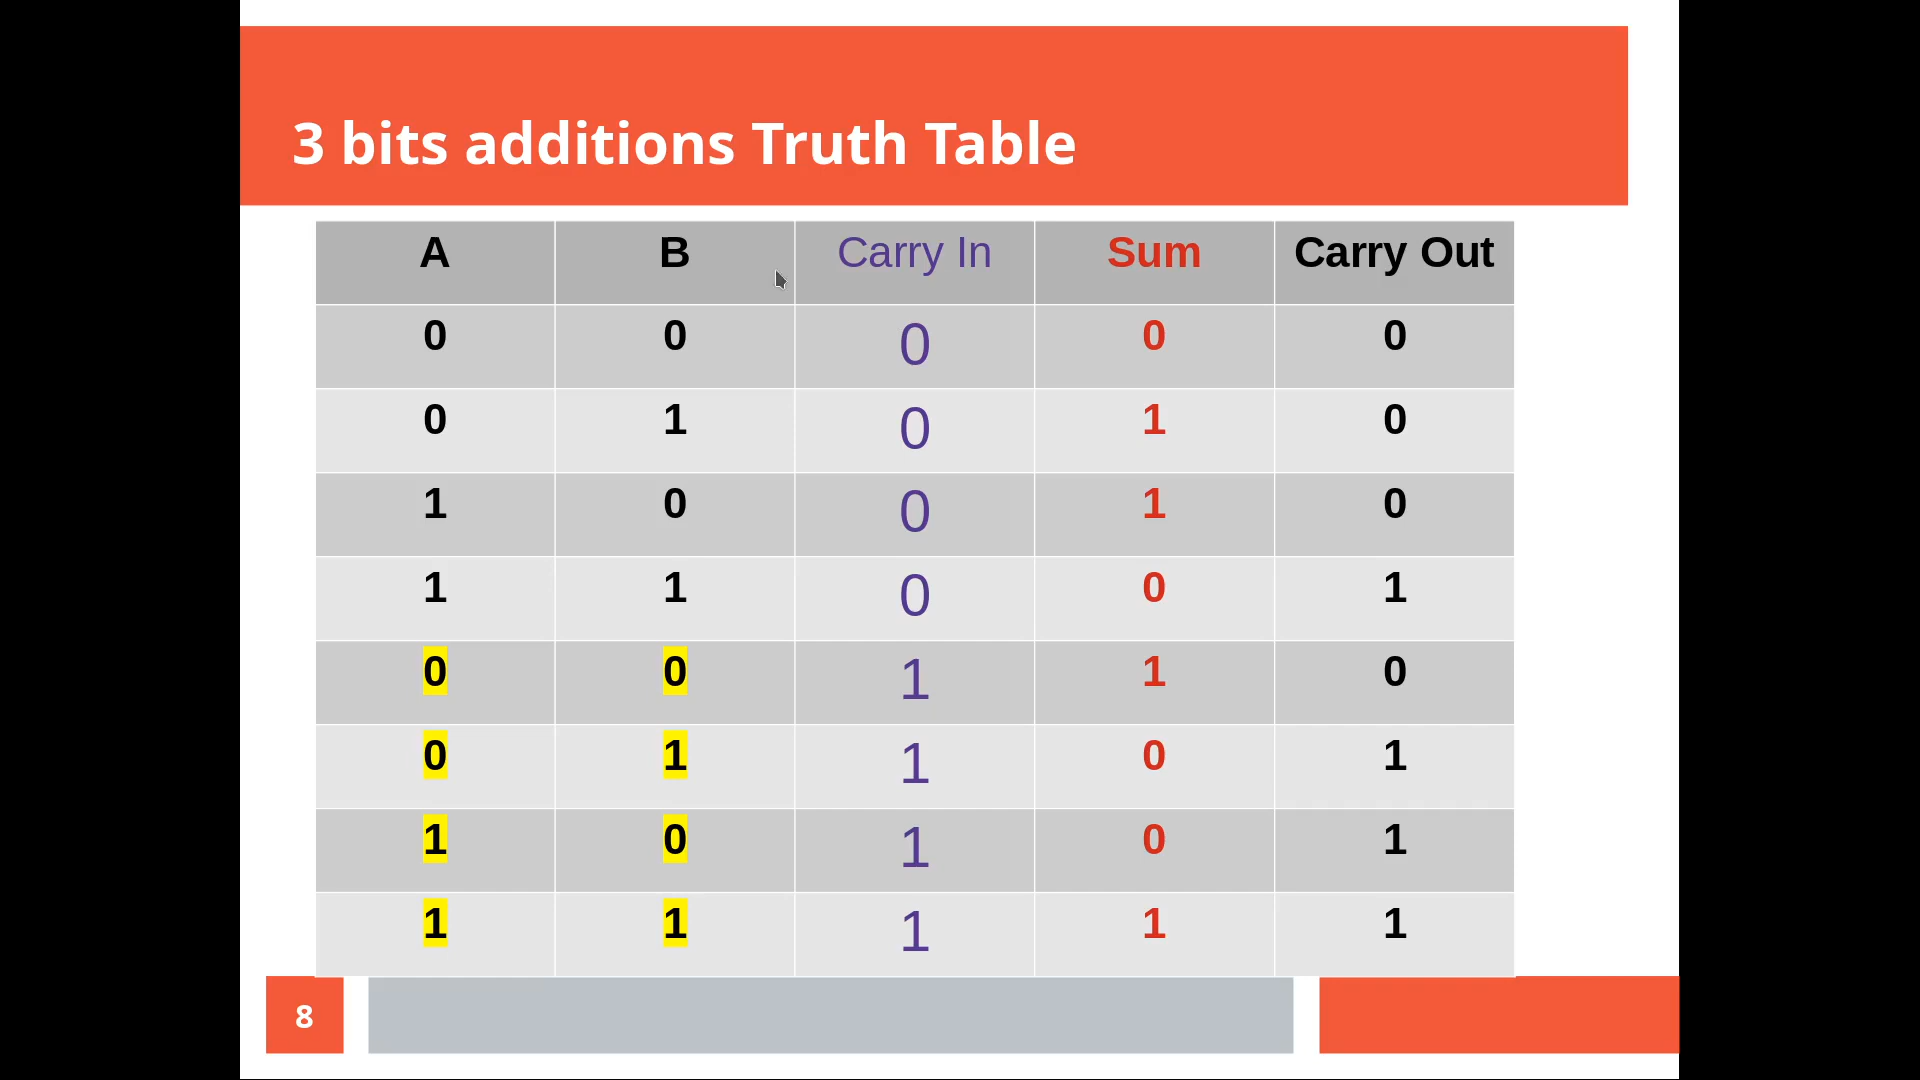 3 bits additions Truth Table
A B Carry In Sum Carry Out
0 0 0 0 0
0 1 0 1 0
1 0 0 1 0
1 1 0 0 1
0 0 1 1 0
0 1 1 0 1
1 0 1 0 1
1 1 1 1 1
8